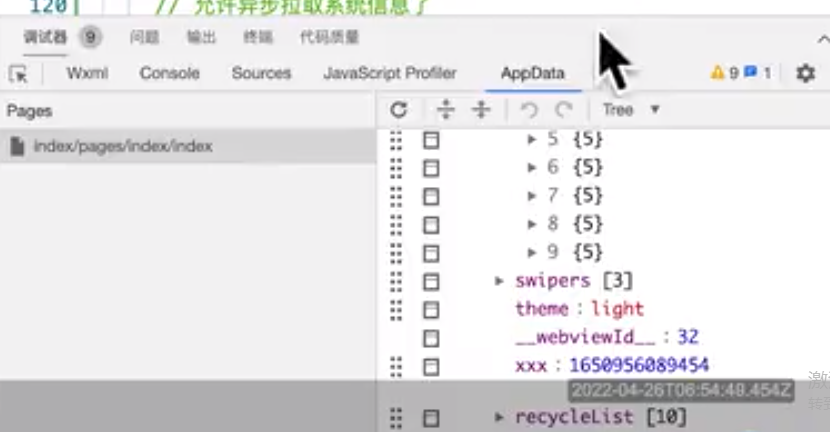 120
// 允许异步拉取系统信息了
调试器 9 问题 输出 终端 代码质量
Wxml Console Sources JavaScript Profiler AppData 9 1
Pages
Tree
index/pages/index/index
5 {5}
6 {5}
7 {5}
8 {5}
9 {5}
swipers [3]
theme : light
__webviewId__ : 32
xxx : 1650956089454
2022-04-26T06:54:49.454Z
recycleList [10]